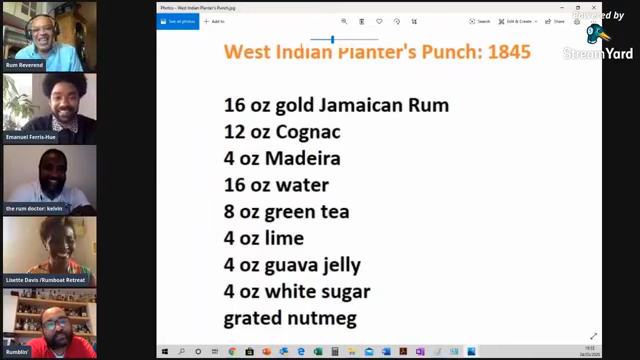 Photos - West Indian Planter's Punch.jpg
See all photos
Add to
Edit & Create
Share
Powered by
StreamYard
West Indian Planter's Punch: 1845
16 oz gold Jamaican Rum
12 oz Cognac
4 oz Madeira
16 oz water
8 oz green tea
4 oz lime
4 oz guava jelly
4 oz white sugar
grated nutmeg
Rum Reverend
Emanuel Ferris-Hue
the rum doctor: kelvin
Lisette Davis /Rumboat Retreat
Rumblin'